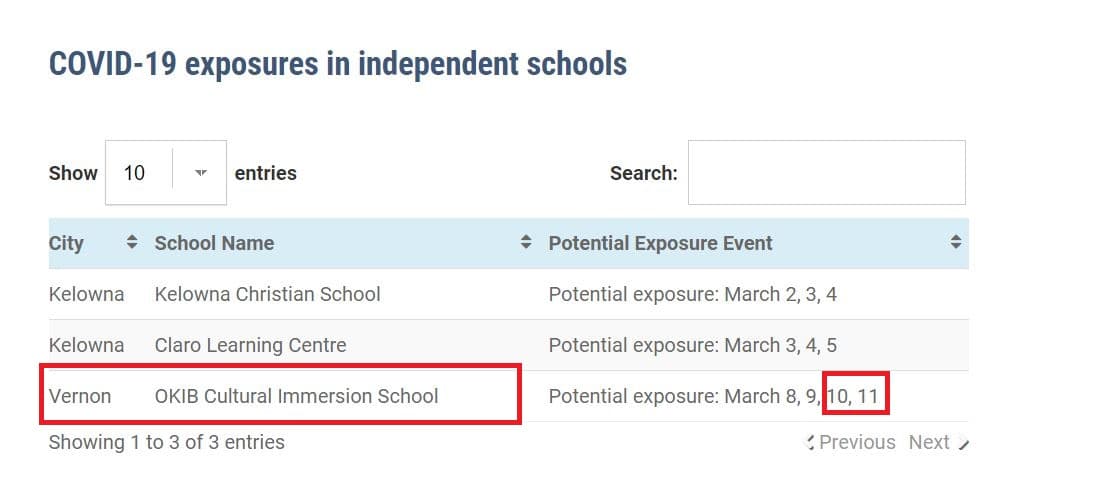 COVID-19 exposures in independent schools
Show 10 entries Search:
City School Name Potential Exposure Event
Kelowna Kelowna Christian School Potential exposure: March 2, 3, 4
Kelowna Claro Learning Centre Potential exposure: March 3, 4, 5
Vernon OKIB Cultural Immersion School Potential exposure: March 8, 9, 10, 11
Showing 1 to 3 of 3 entries Previous Next